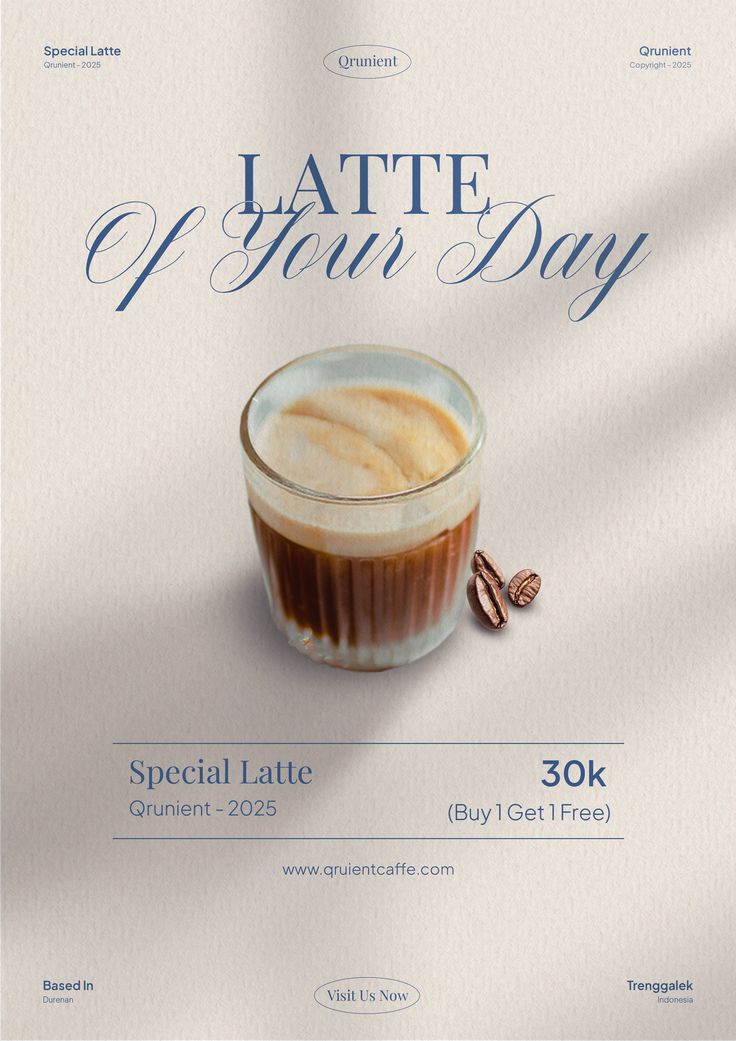 Special Latte
Qrunient - 2025
Qrunient
Qrunient
Copyright - 2025
LATTE
Of Your Day
Special Latte
Qrunient - 2025
30k
(Buy 1 Get 1 Free)
www.qruientcaffe.com
Based In
Durenan
Visit Us Now
Trenggalek
Indonesia